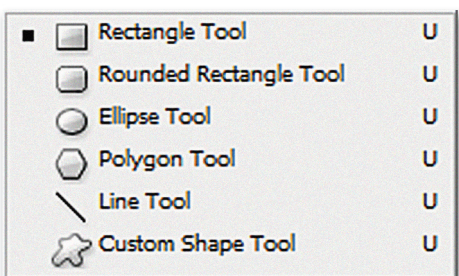 Rectangle Tool U
Rounded Rectangle Tool U
Ellipse Tool U
Polygon Tool U
Line Tool U
Custom Shape Tool U